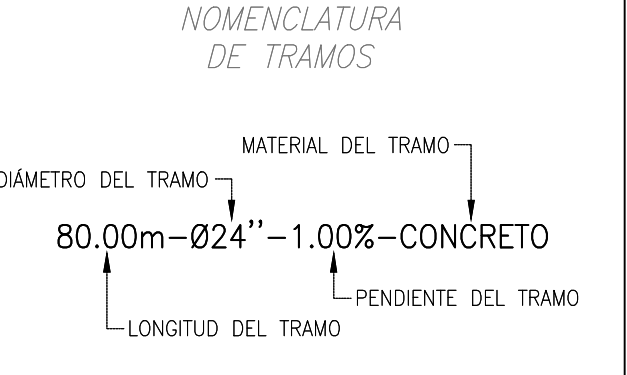 NOMENCLATURA
DE TRAMOS
MATERIAL DEL TRAMO
DIÁMETRO DEL TRAMO
80.00m-Ø24''-1.00%-CONCRETO
PENDIENTE DEL TRAMO
LONGITUD DEL TRAMO